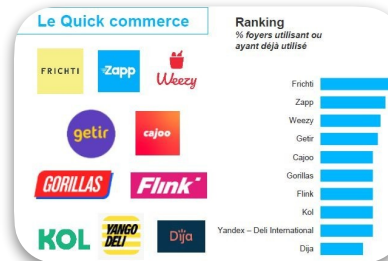 Le Quick commerce
FRICHTI
Zapp
Weezy
getir
cajoo
GORILLAS
Flink
KOL
YANGO
DELI
Dija
Ranking
% foyers utilisant ou
ayant déjà utilisé
Frichti
Zapp
Weezy
Getir
Cajoo
Gorillas
Flink
Kol
Yandex – Deli International
Dija